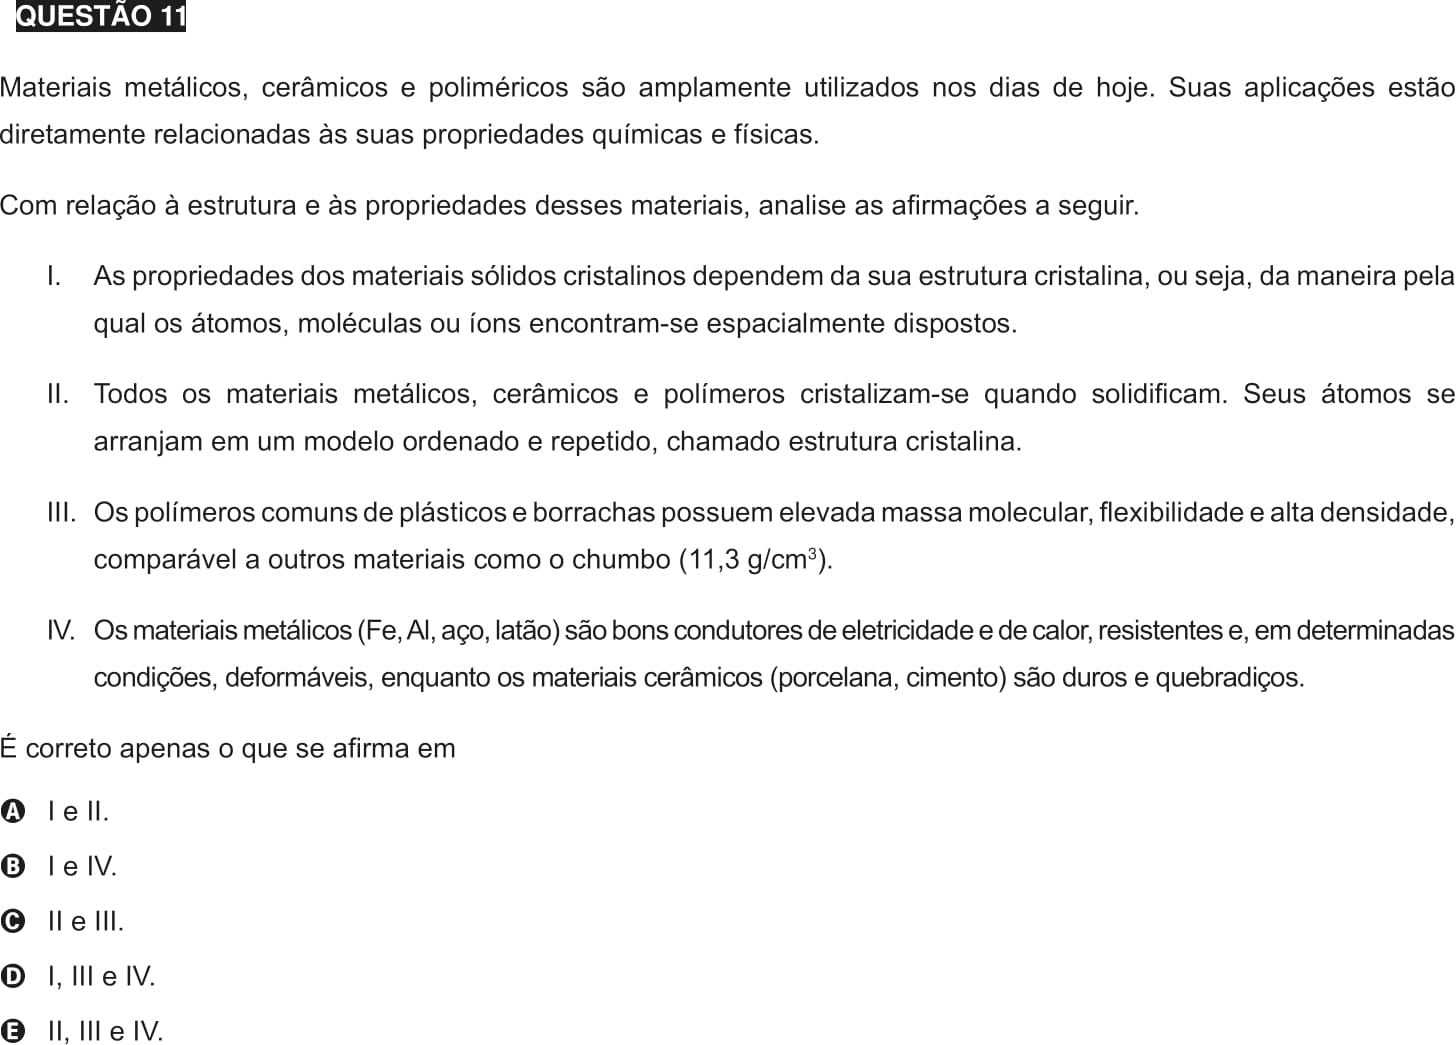 QUESTÃO 11
Materiais metálicos, cerâmicos e poliméricos são amplamente utilizados nos dias de hoje. Suas aplicações estão
diretamente relacionadas às suas propriedades químicas e físicas.
Com relação à estrutura e às propriedades desses materiais, analise as afirmações a seguir.
I. As propriedades dos materiais sólidos cristalinos dependem da sua estrutura cristalina, ou seja, da maneira pela
qual os átomos, moléculas ou íons encontram-se espacialmente dispostos.
II. Todos os materiais metálicos, cerâmicos e polímeros cristalizam-se quando solidificam. Seus átomos se
arranjam em um modelo ordenado e repetido, chamado estrutura cristalina.
III. Os polímeros comuns de plásticos e borrachas possuem elevada massa molecular, flexibilidade e alta densidade,
comparável a outros materiais como o chumbo (11,3 g/cm³).
IV. Os materiais metálicos (Fe, Al, aço, latão) são bons condutores de eletricidade e de calor, resistentes e, em determinadas
condições, deformáveis, enquanto os materiais cerâmicos (porcelana, cimento) são duros e quebradiços.
É correto apenas o que se afirma em
A I e II.
B I e IV.
C II e III.
D I, III e IV.
E II, III e IV.